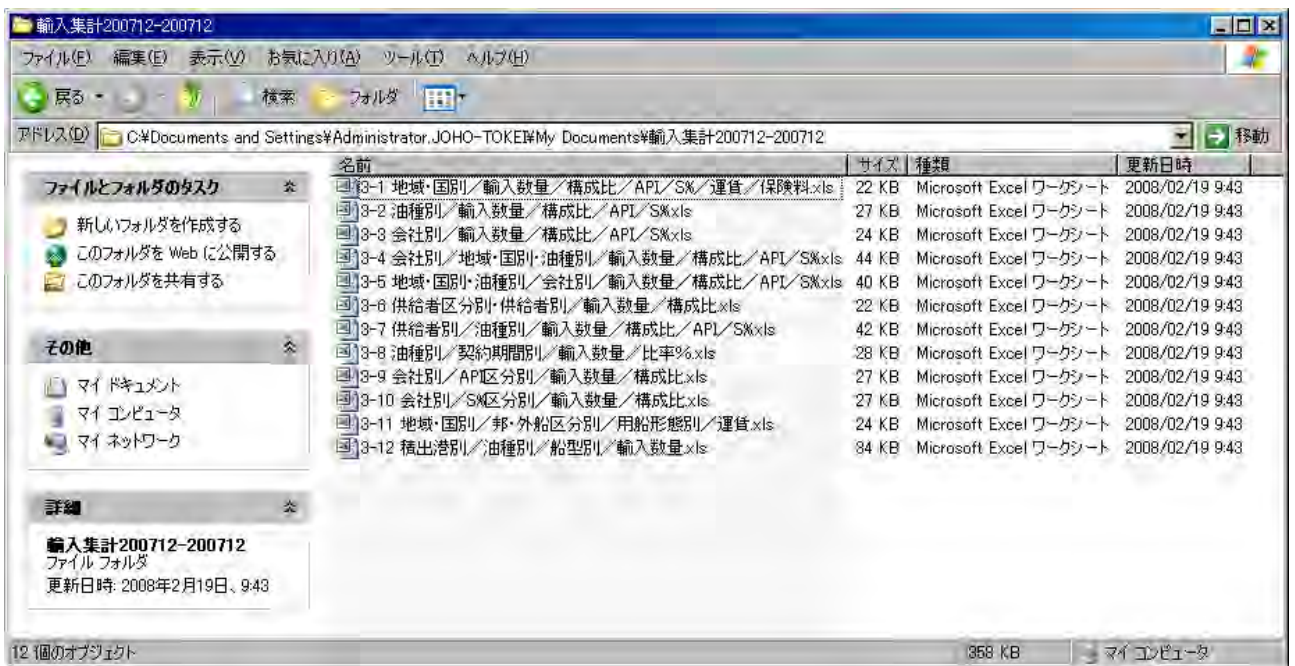 輸入集計200712-200712
ファイル(F) 編集(E) 表示(V) お気に入り(A) ツール(T) ヘルプ(H)
戻る 検索 フォルダ
アドレス(D) C:¥Documents and Settings¥Administrator.JOHO-TOKEI¥My Documents¥輸入集計200712-200712 移動
ファイルとフォルダのタスク
新しいフォルダを作成する
このフォルダを Web に公開する
このフォルダを共有する
その他
マイ ドキュメント
マイ コンピュータ
マイ ネットワーク
詳細
輸入集計200712-200712
ファイル フォルダ
更新日時: 2008年2月19日、9:43
名前 サイズ 種類 更新日時
3-1 地域・国別/輸入数量/構成比/API/S%/運賃/保険料.xls 22 KB Microsoft Excel ワークシート 2008/02/19 9:43
3-2 油種別/輸入数量/構成比/API/S%.xls 27 KB Microsoft Excel ワークシート 2008/02/19 9:43
3-3 会社別/輸入数量/構成比/API/S%.xls 24 KB Microsoft Excel ワークシート 2008/02/19 9:43
3-4 会社別/地域・国別・油種別/輸入数量/構成比/API/S%.xls 44 KB Microsoft Excel ワークシート 2008/02/19 9:43
3-5 地域・国別・油種別/会社別/輸入数量/構成比/API/S%.xls 40 KB Microsoft Excel ワークシート 2008/02/19 9:43
3-6 供給者区分別・供給者別/輸入数量/構成比.xls 22 KB Microsoft Excel ワークシート 2008/02/19 9:43
3-7 供給者別/油種別/輸入数量/構成比/API/S%.xls 42 KB Microsoft Excel ワークシート 2008/02/19 9:43
3-8 油種別/契約期間別/輸入数量/比率%.xls 28 KB Microsoft Excel ワークシート 2008/02/19 9:43
3-9 会社別/API区分別/輸入数量/構成比.xls 27 KB Microsoft Excel ワークシート 2008/02/19 9:43
3-10 会社別/S%区分別/輸入数量/構成比.xls 27 KB Microsoft Excel ワークシート 2008/02/19 9:43
3-11 地域・国別/邦・外船区分別/用船形態別/運賃.xls 24 KB Microsoft Excel ワークシート 2008/02/19 9:43
3-12 積出港別/油種別/船型別/輸入数量.xls 34 KB Microsoft Excel ワークシート 2008/02/19 9:43
12 個のオブジェクト 358 KB マイ コンピュータ